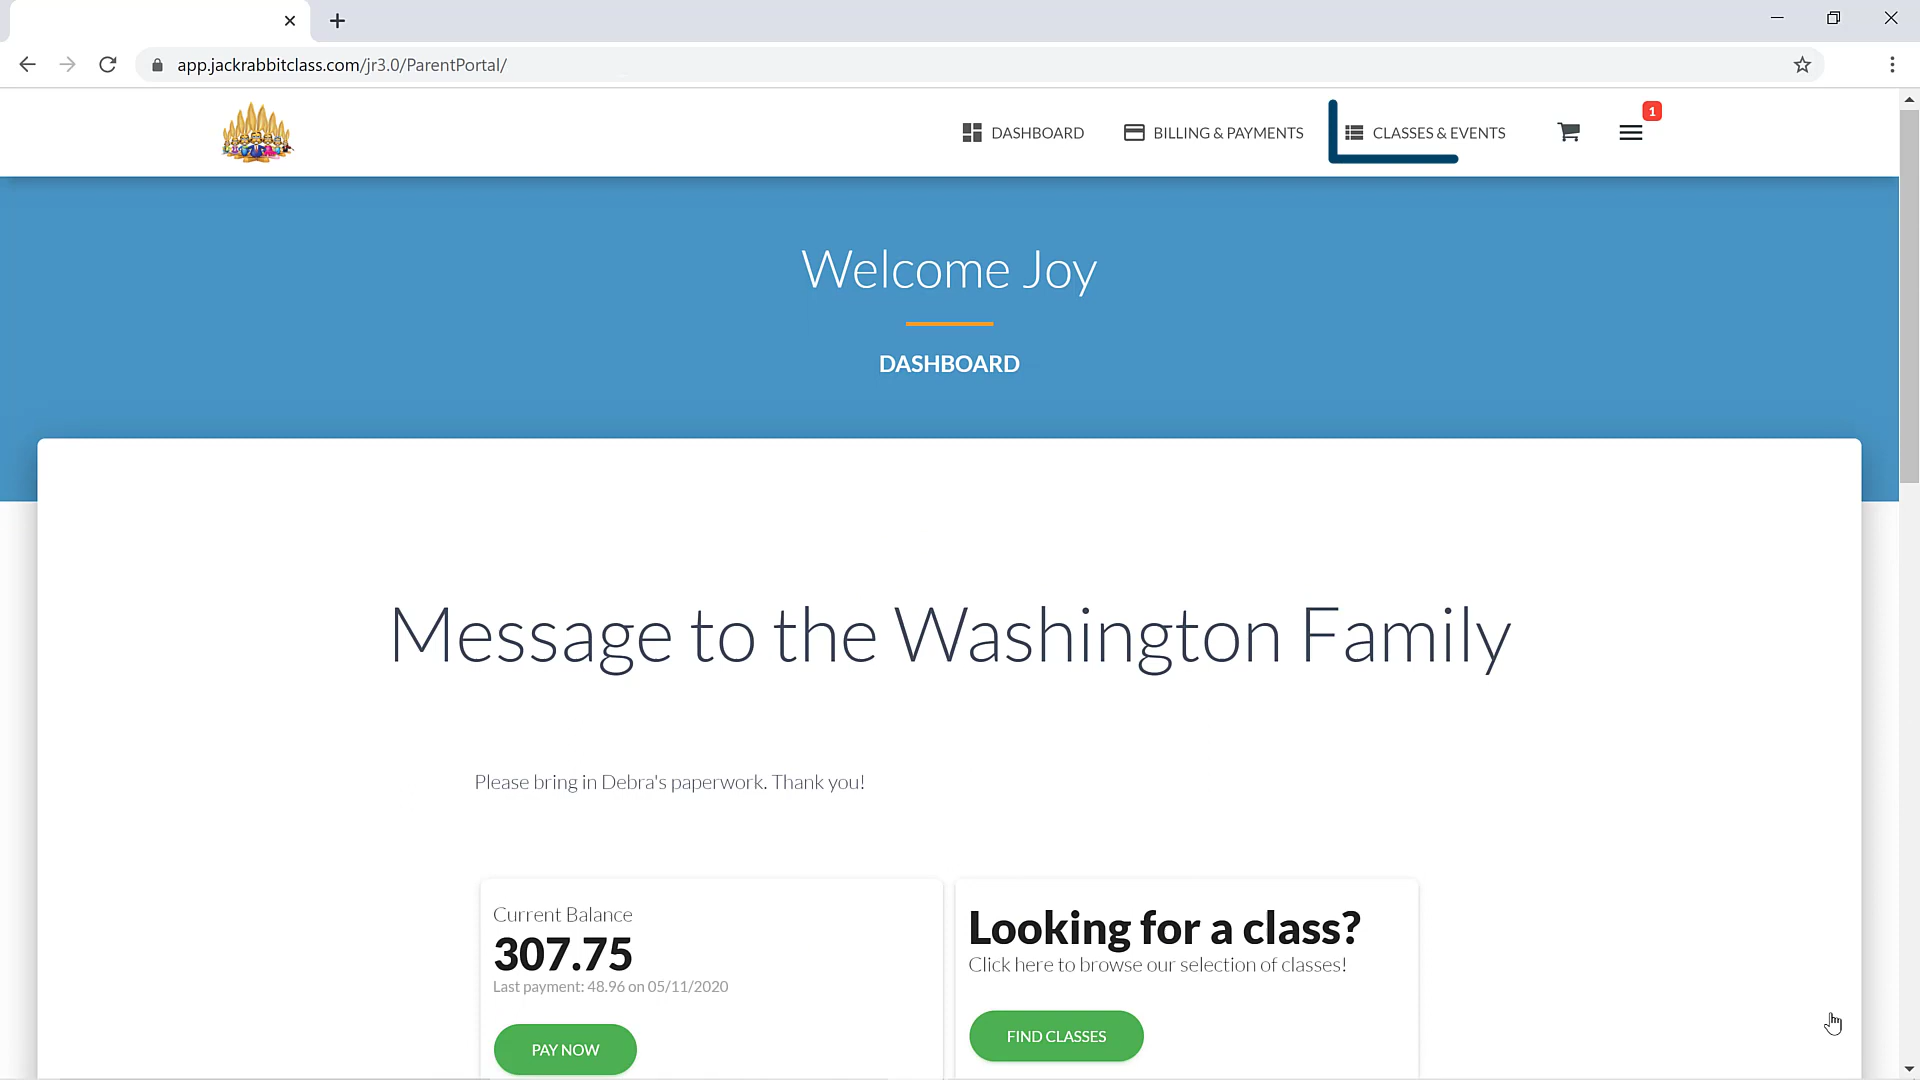 app.jackrabbitclass.com/jr3.0/ParentPortal/
DASHBOARD
BILLING & PAYMENTS
CLASSES & EVENTS
1
Welcome Joy
DASHBOARD
Message to the Washington Family
Please bring in Debra's paperwork. Thank you!
Current Balance
307.75
Last payment: 48.96 on 05/11/2020
PAY NOW
Looking for a class?
Click here to browse our selection of classes!
FIND CLASSES